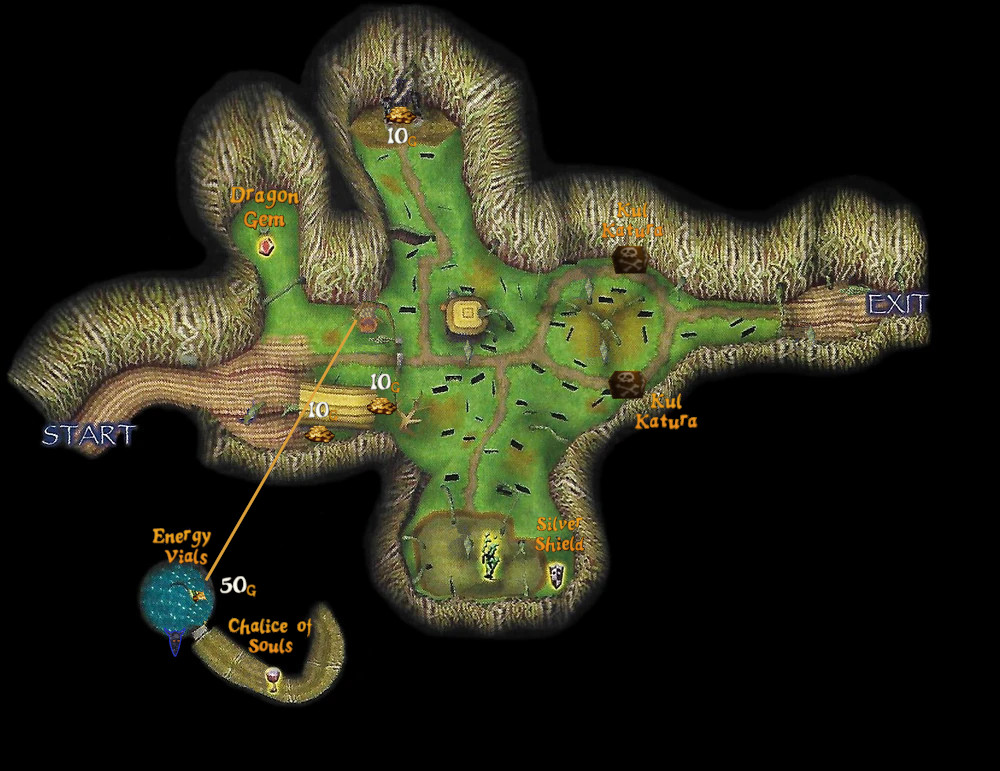 10G
Dragon
Gem
Kul
Katura
EXIT
10G
10
Kul
Katura
START
Silver
Shield
Energy
Vials
50G
Chalice of
Souls